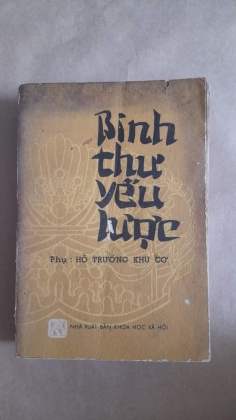 Binh
thư
yếu
lược
Phụ : HỔ TRƯỚNG KHU CƠ
NHÀ XUẤT BẢN KHOA HỌC XÃ HỘI